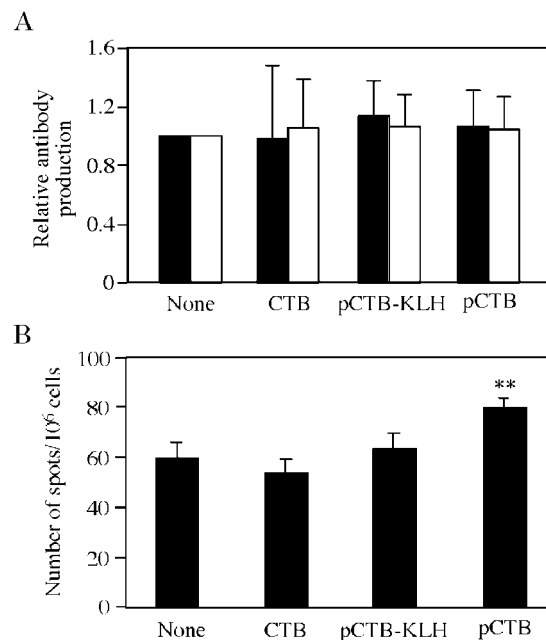 A
1.6
1.2
0.8
0.4
0
Relative antibody
production
None
CTB
pCTB-KLH
pCTB
B
100
80
60
40
20
0
Number of spots/10⁶ cells
**
None
CTB
pCTB-KLH
pCTB